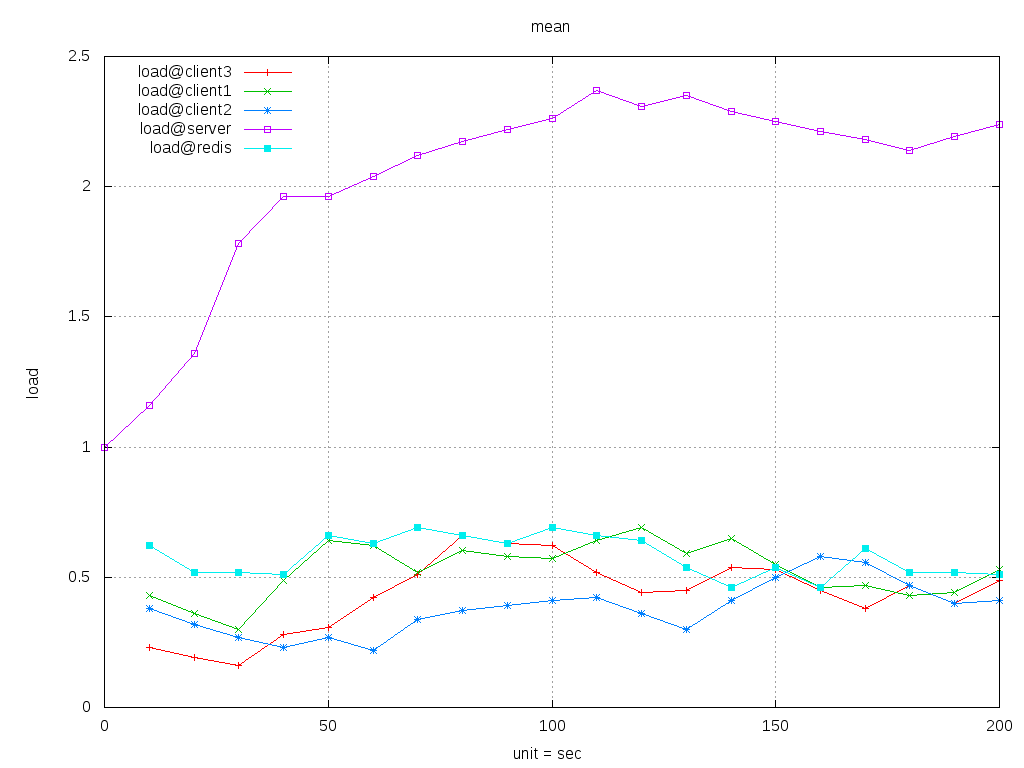 mean
2.5
2
1.5
1
0.5
0
load
load@client3
load@client1
load@client2
load@server
load@redis
0 50 100 150 200
unit = sec